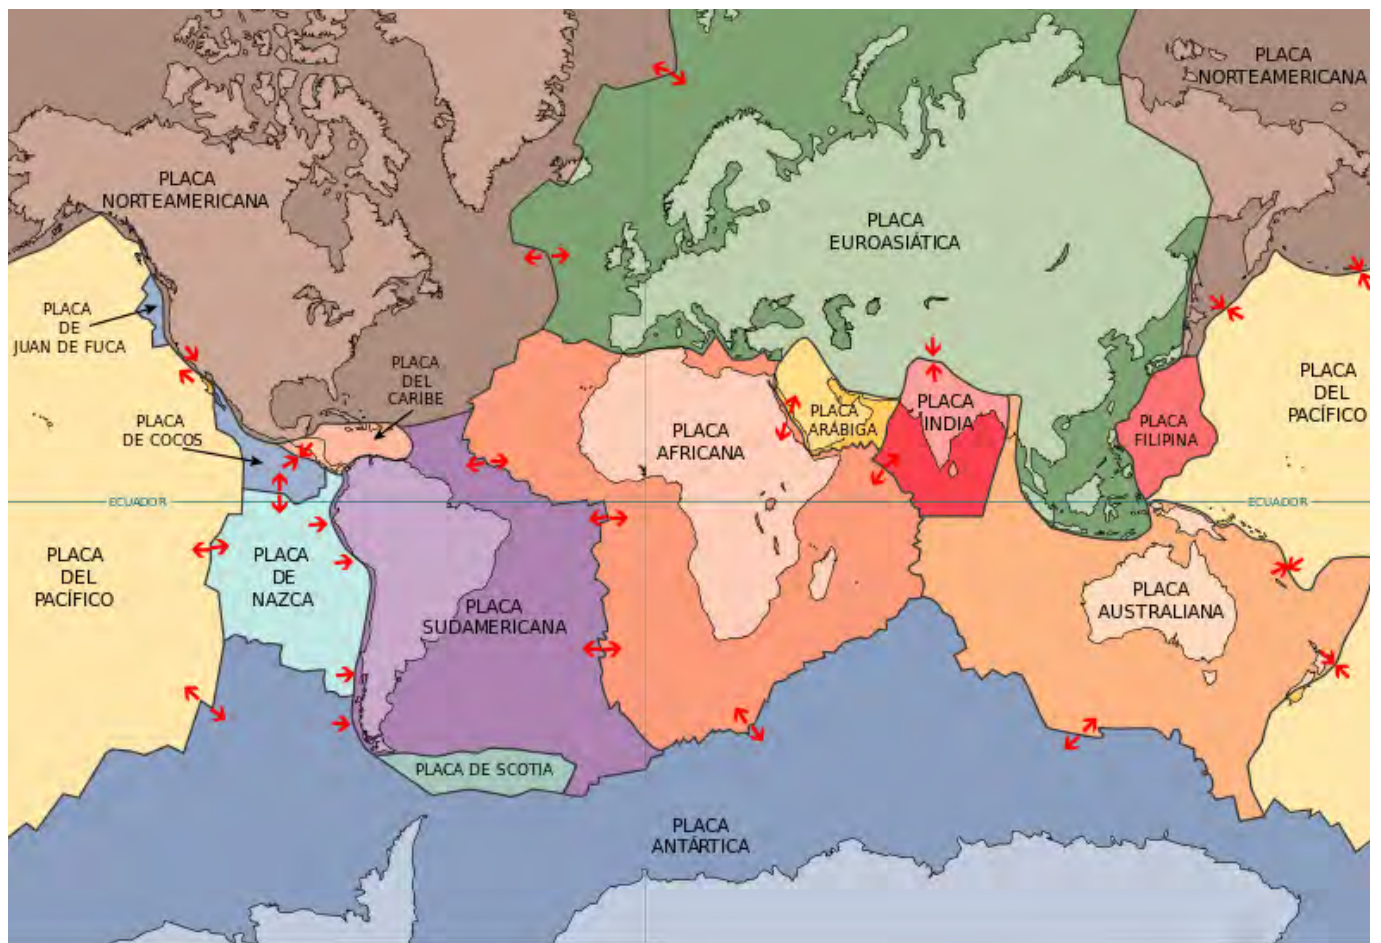 PLACA
NORTEAMERICANA
PLACA
NORTEAMERICANA
PLACA
EUROASIÁTICA
PLACA
DE
JUAN DE FUCA
PLACA
DEL
CARIBE
PLACA
DE COCOS
PLACA
AFRICANA
PLACA
ARÁBIGA
PLACA
ÍNDIA
PLACA
FILIPINA
PLACA
DEL
PACÍFICO
ECUADOR
ECUADOR
PLACA
DEL
PACÍFICO
PLACA
DE
NAZCA
PLACA
SUDAMERICANA
PLACA
AUSTRALIANA
PLACA DE SCOTIA
PLACA
ANTÁRTICA